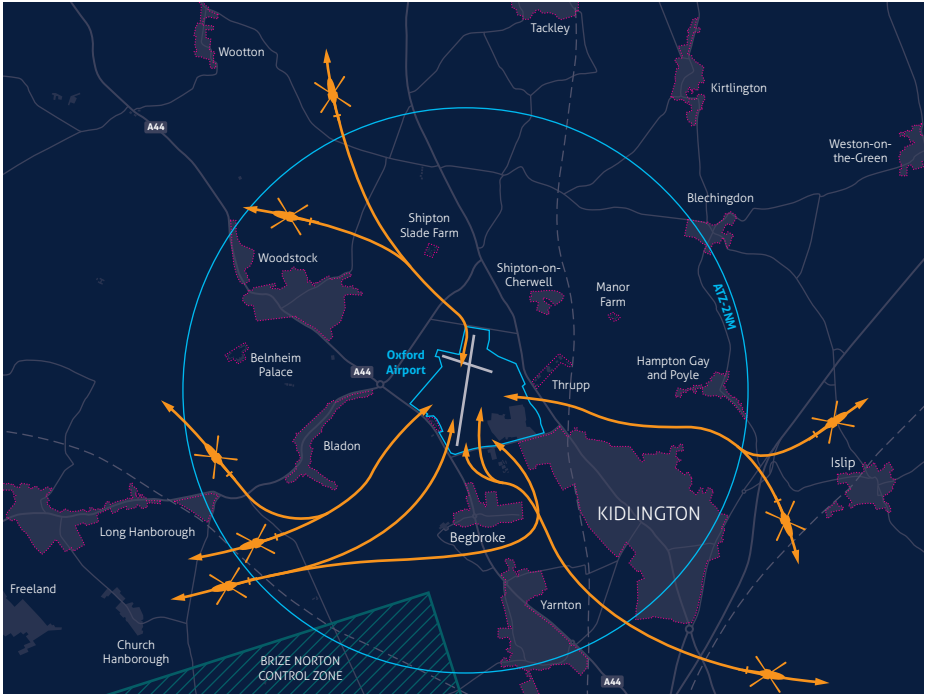 Tackley
Wootton
Kirtlington
A44
Weston-on-
the-Green
Blechingdon
Shipton
Slade Farm
Woodstock
Shipton-on-
Cherwell
Manor
Farm
ATZ-2NM
Oxford
Airport
Belnheim
Palace
A44
Thrupp
Hampton Gay
and Poyle
Bladon
Islip
KIDLINGTON
Long Hanborough
Begbroke
Freeland
Yarnton
Church
Hanborough
BRIZE NORTON
CONTROL ZONE
A44